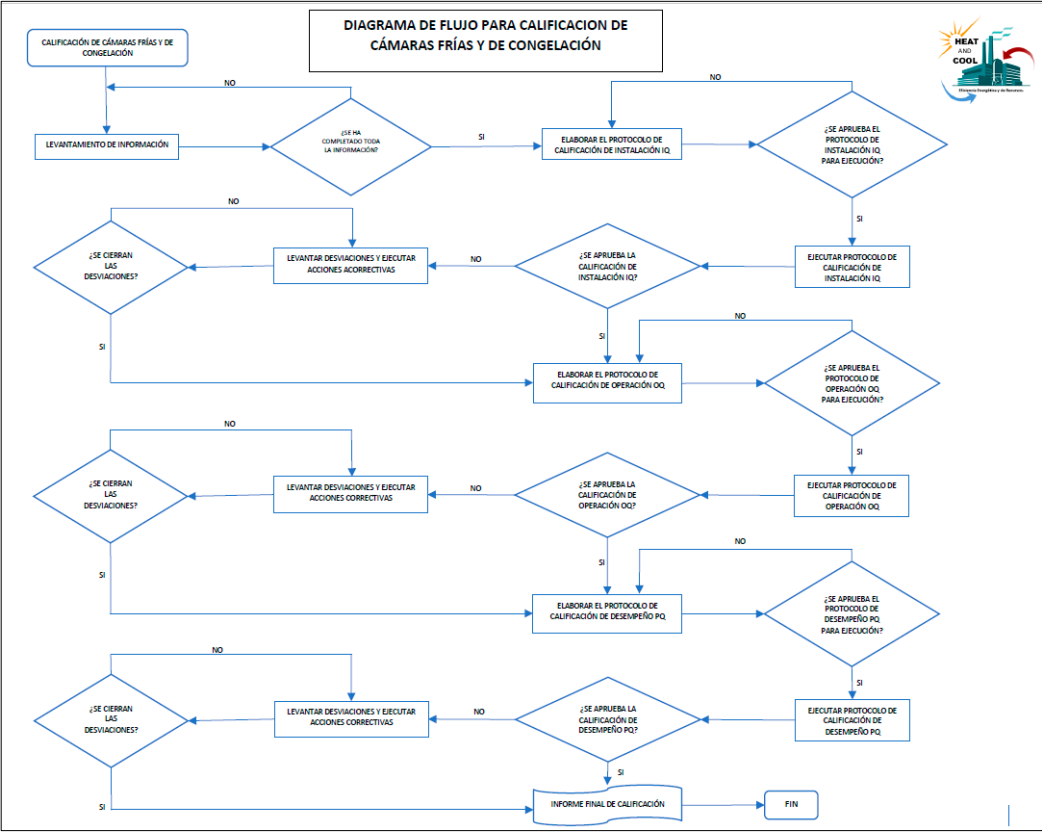 DIAGRAMA DE FLUJO PARA CALIFICACION DE
CÁMARAS FRÍAS Y DE CONGELACIÓN
CALIFICACIÓN DE CÁMARAS FRÍAS Y DE
CONGELACIÓN
HEAT
AND
COOL
Eficiencia Energética y de Recursos.
NO
NO
LEVANTAMIENTO DE INFORMACIÓN
¿SE HA
COMPLETADO TODA
LA INFORMACIÓN?
SI
ELABORAR EL PROTOCOLO DE
CALIFICACIÓN DE INSTALACIÓN IQ
¿SE APRUEBA EL
PROTOCOLO DE
INSTALACIÓN IQ
PARA EJECUCIÓN?
SI
NO
¿SE CIERRAN
LAS
DESVIACIONES?
LEVANTAR DESVIACIONES Y EJECUTAR
ACCIONES ACORRECTIVAS
NO
¿SE APRUEBA LA
CALIFICACIÓN DE
INSTALACIÓN IQ?
EJECUTAR PROTOCOLO DE
CALIFICACIÓN DE
INSTALACIÓN IQ
SI
SI
NO
ELABORAR EL PROTOCOLO DE
CALIFICACIÓN DE OPERACIÓN OQ
¿SE APRUEBA EL
PROTOCOLO DE
OPERACIÓN OQ
PARA EJECUCIÓN?
SI
NO
¿SE CIERRAN
LAS
DESVIACIONES?
LEVANTAR DESVIACIONES Y EJECUTAR
ACCIONES CORRECTIVAS
NO
¿SE APRUEBA LA
CALIFICACIÓN DE
OPERACIÓN OQ?
EJECUTAR PROTOCOLO DE
CALIFICACIÓN DE
OPERACIÓN OQ
SI
SI
NO
ELABORAR EL PROTOCOLO DE
CALIFICACIÓN DE DESEMPEÑO PQ
¿SE APRUEBA EL
PROTOCOLO DE
DESEMPEÑO PQ
PARA EJECUCIÓN?
SI
NO
¿SE CIERRAN
LAS
DESVIACIONES?
LEVANTAR DESVIACIONES Y EJECUTAR
ACCIONES CORRECTIVAS
NO
¿SE APRUEBA LA
CALIFICACIÓN DE
DESEMPEÑO PQ?
EJECUTAR PROTOCOLO DE
CALIFICACIÓN DE
DESEMPEÑO PQ
SI
SI
INFORME FINAL DE CALIFICACIÓN
FIN